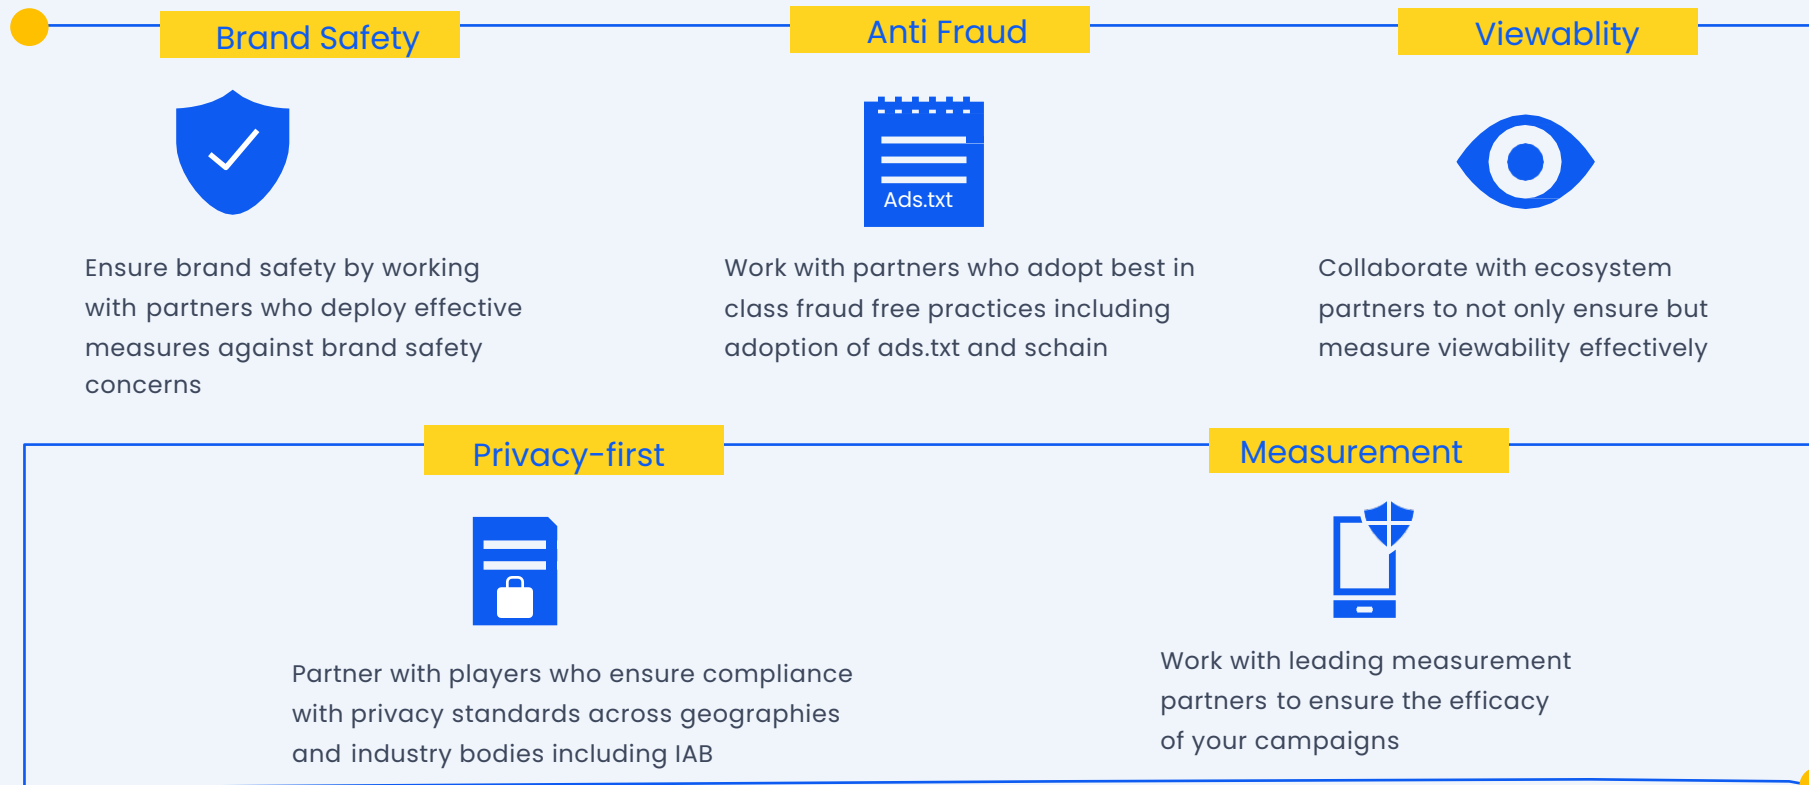 Brand Safety
Anti Fraud
Viewablity
Ads.txt
Ensure brand safety by working
with partners who deploy effective
measures against brand safety
concerns
Work with partners who adopt best in
class fraud free practices including
adoption of ads.txt and schain
Collaborate with ecosystem
partners to not only ensure but
measure viewability effectively
Privacy-first
Measurement
Partner with players who ensure compliance
with privacy standards across geographies
and industry bodies including IAB
Work with leading measurement
partners to ensure the efficacy
of your campaigns